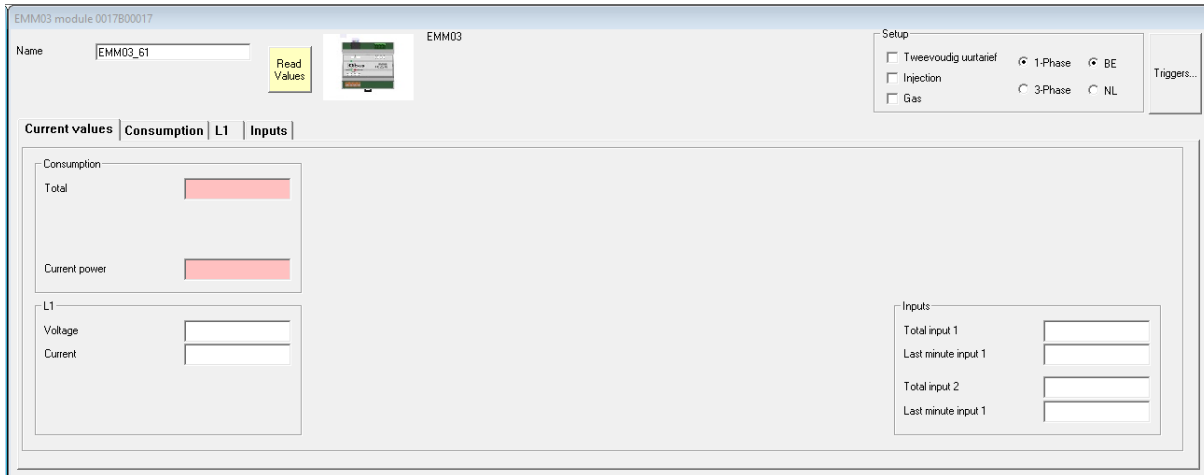 EMM03 module 0017B00017
Name
EMM03_61
Read
Values
EMM03
Setup
Tweevoudig uurtarief
Injection
Gas
1-Phase
3-Phase
BE
NL
Triggers...
Current values
Consumption
L1
Inputs
Consumption
Total
Current power
L1
Voltage
Current
Inputs
Total input 1
Last minute input 1
Total input 2
Last minute input 1